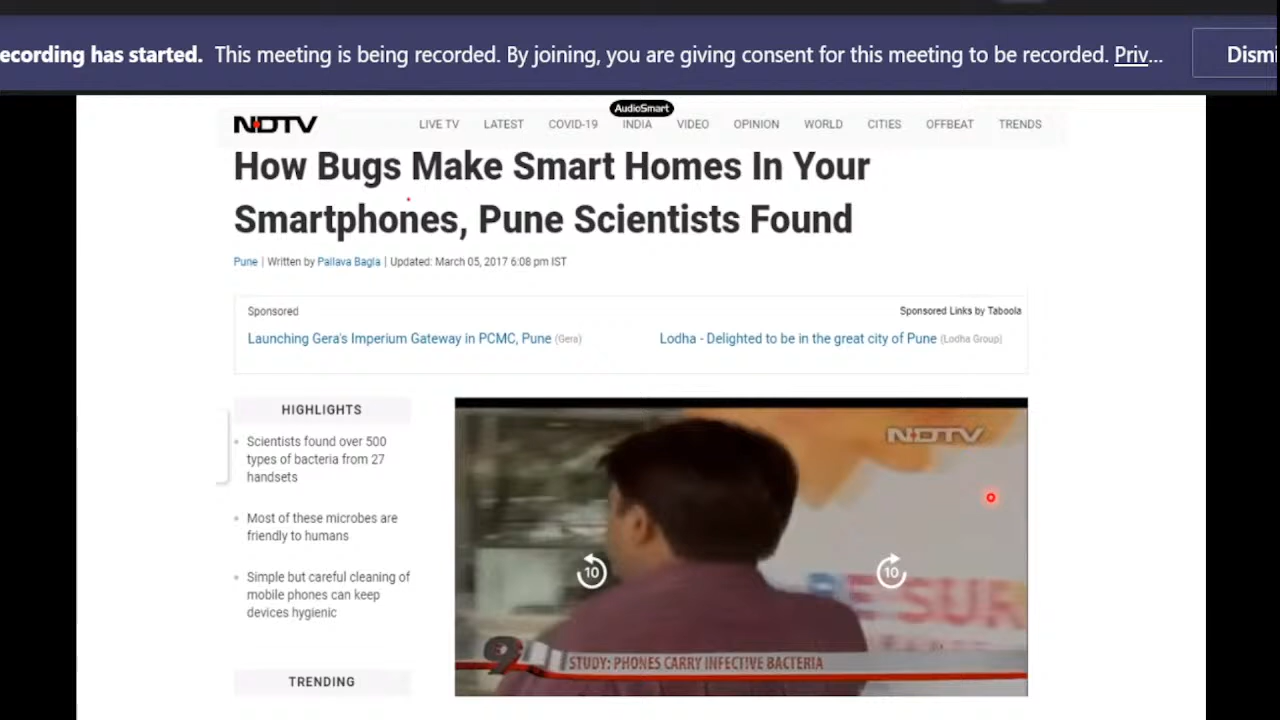 ecording has started. This meeting is being recorded. By joining, you are giving consent for this meeting to be recorded. Priv...
Dismi
AudioSmart
NDTV
LIVE TV LATEST COVID-19 INDIA VIDEO OPINION WORLD CITIES OFFBEAT TRENDS
How Bugs Make Smart Homes In Your
Smartphones, Pune Scientists Found
Pune | Written by Pallava Bagla | Updated: March 05, 2017 6:08 pm IST
Sponsored
Sponsored Links by Taboola
Launching Gera's Imperium Gateway in PCMC, Pune (Gera)
Lodha - Delighted to be in the great city of Pune (Lodha Group)
HIGHLIGHTS
Scientists found over 500
types of bacteria from 27
handsets
Most of these microbes are
friendly to humans
Simple but careful cleaning of
mobile phones can keep
devices hygienic
TRENDING
NDTV
10
10
E SUR
9
STUDY: PHONES CARRY INFECTIVE BACTERIA